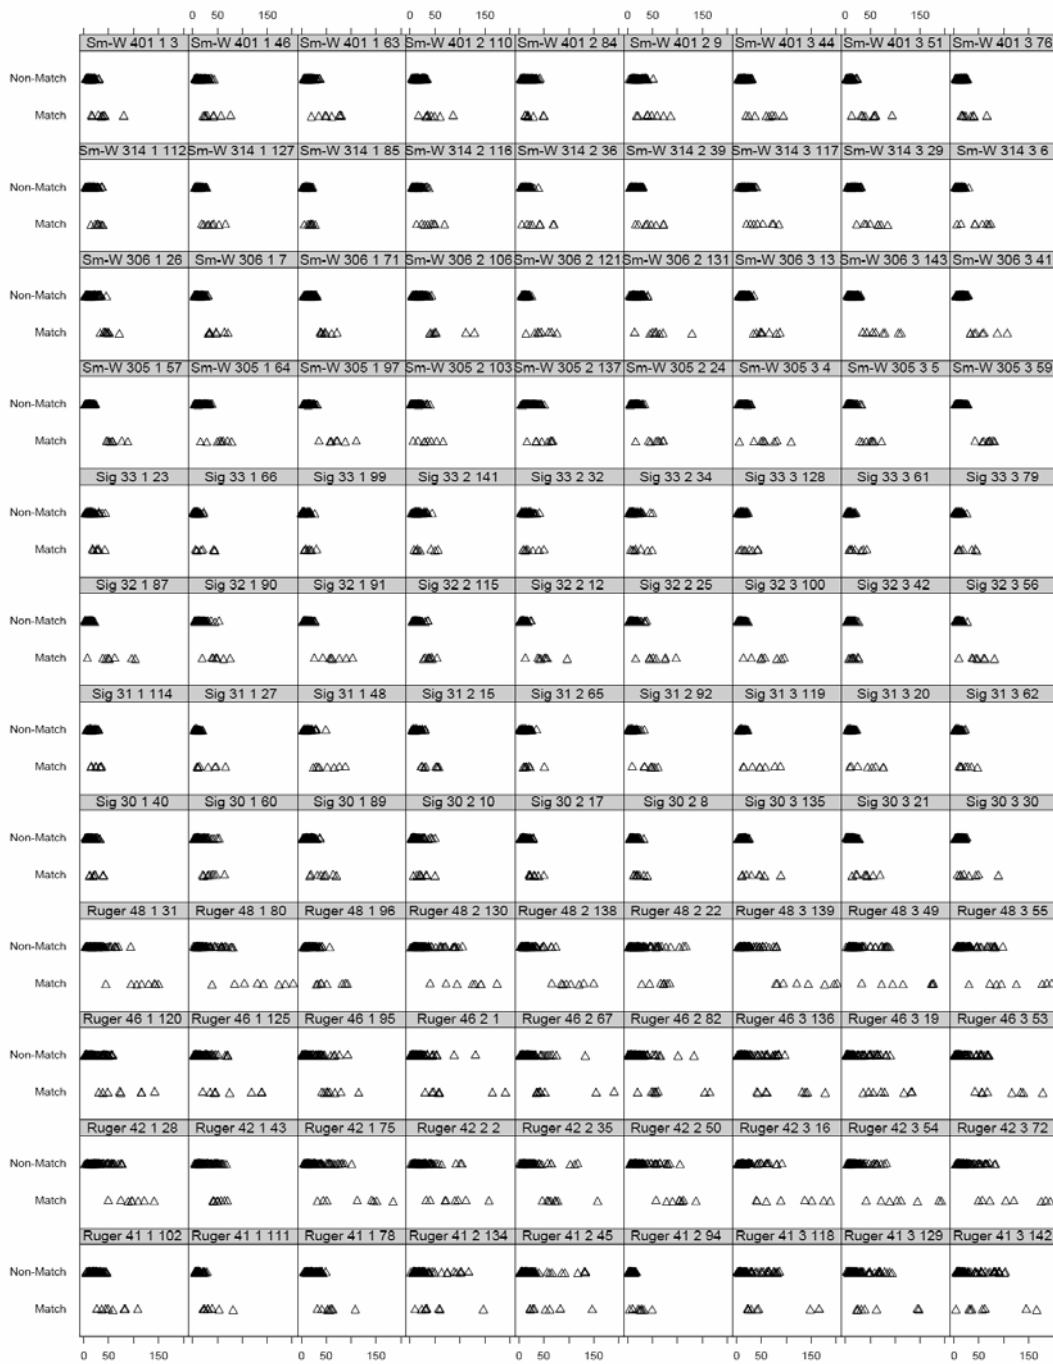 0 50 150 0 50 150 0 50 150 0 50 150
Sm-W 401 1 3 Sm-W 401 1 46 Sm-W 401 1 63 Sm-W 401 2 110 Sm-W 401 2 84 Sm-W 401 2 9 Sm-W 401 3 44 Sm-W 401 3 51 Sm-W 401 3 76
Non-Match
Match
Sm-W 314 1 112 Sm-W 314 1 127 Sm-W 314 1 85 Sm-W 314 2 116 Sm-W 314 2 36 Sm-W 314 2 39 Sm-W 314 3 117 Sm-W 314 3 29 Sm-W 314 3 6
Non-Match
Match
Sm-W 306 1 26 Sm-W 306 1 7 Sm-W 306 1 71 Sm-W 306 2 106 Sm-W 306 2 121 Sm-W 306 2 131 Sm-W 306 3 13 Sm-W 306 3 143 Sm-W 306 3 41
Non-Match
Match
Sm-W 305 1 57 Sm-W 305 1 64 Sm-W 305 1 97 Sm-W 305 2 103 Sm-W 305 2 137 Sm-W 305 2 24 Sm-W 305 3 4 Sm-W 305 3 5 Sm-W 305 3 59
Non-Match
Match
Sig 33 1 23 Sig 33 1 66 Sig 33 1 99 Sig 33 2 141 Sig 33 2 32 Sig 33 2 34 Sig 33 3 128 Sig 33 3 61 Sig 33 3 79
Non-Match
Match
Sig 32 1 87 Sig 32 1 90 Sig 32 1 91 Sig 32 2 115 Sig 32 2 12 Sig 32 2 25 Sig 32 3 100 Sig 32 3 42 Sig 32 3 56
Non-Match
Match
Sig 31 1 114 Sig 31 1 27 Sig 31 1 48 Sig 31 2 15 Sig 31 2 65 Sig 31 2 92 Sig 31 3 119 Sig 31 3 20 Sig 31 3 62
Non-Match
Match
Sig 30 1 40 Sig 30 1 60 Sig 30 1 89 Sig 30 2 10 Sig 30 2 17 Sig 30 2 8 Sig 30 3 135 Sig 30 3 21 Sig 30 3 30
Non-Match
Match
Ruger 48 1 31 Ruger 48 1 80 Ruger 48 1 96 Ruger 48 2 130 Ruger 48 2 138 Ruger 48 2 22 Ruger 48 3 139 Ruger 48 3 49 Ruger 48 3 55
Non-Match
Match
Ruger 46 1 120 Ruger 46 1 125 Ruger 46 1 95 Ruger 46 2 1 Ruger 46 2 67 Ruger 46 2 82 Ruger 46 3 136 Ruger 46 3 19 Ruger 46 3 53
Non-Match
Match
Ruger 42 1 28 Ruger 42 1 43 Ruger 42 1 75 Ruger 42 2 2 Ruger 42 2 35 Ruger 42 2 50 Ruger 42 3 16 Ruger 42 3 54 Ruger 42 3 72
Non-Match
Match
Ruger 41 1 102 Ruger 41 1 111 Ruger 41 1 78 Ruger 41 2 134 Ruger 41 2 45 Ruger 41 2 94 Ruger 41 3 118 Ruger 41 3 129 Ruger 41 3 142
Non-Match
Match
0 50 150 0 50 150 0 50 150 0 50 150 0 50 150